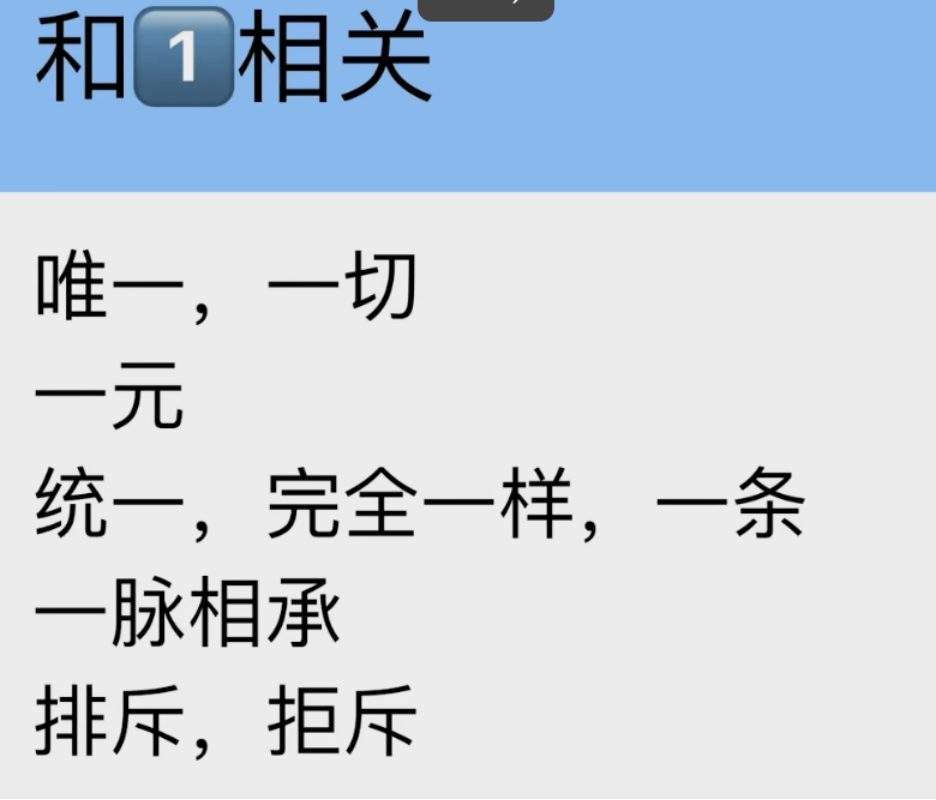 和1️⃣相关
唯一，一切
一元
统一，完全一样，一条
一脉相承
排斥，拒斥